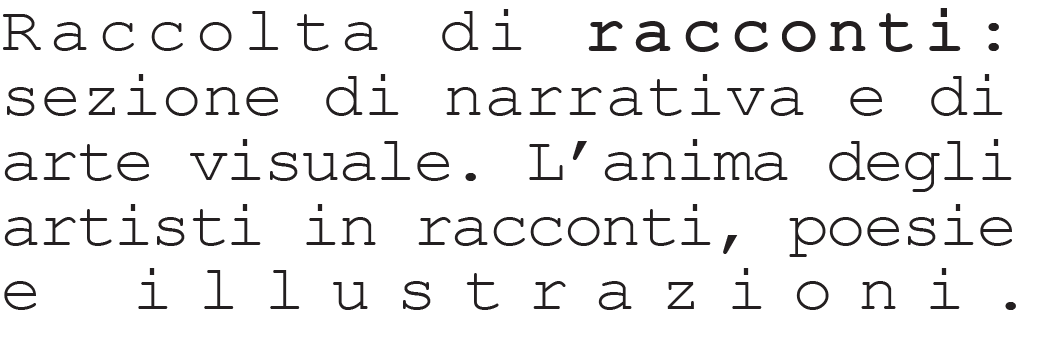 Raccolta di racconti:
sezione di narrativa e di
arte visuale. L’anima degli
artisti in racconti, poesie
e illustrazioni.